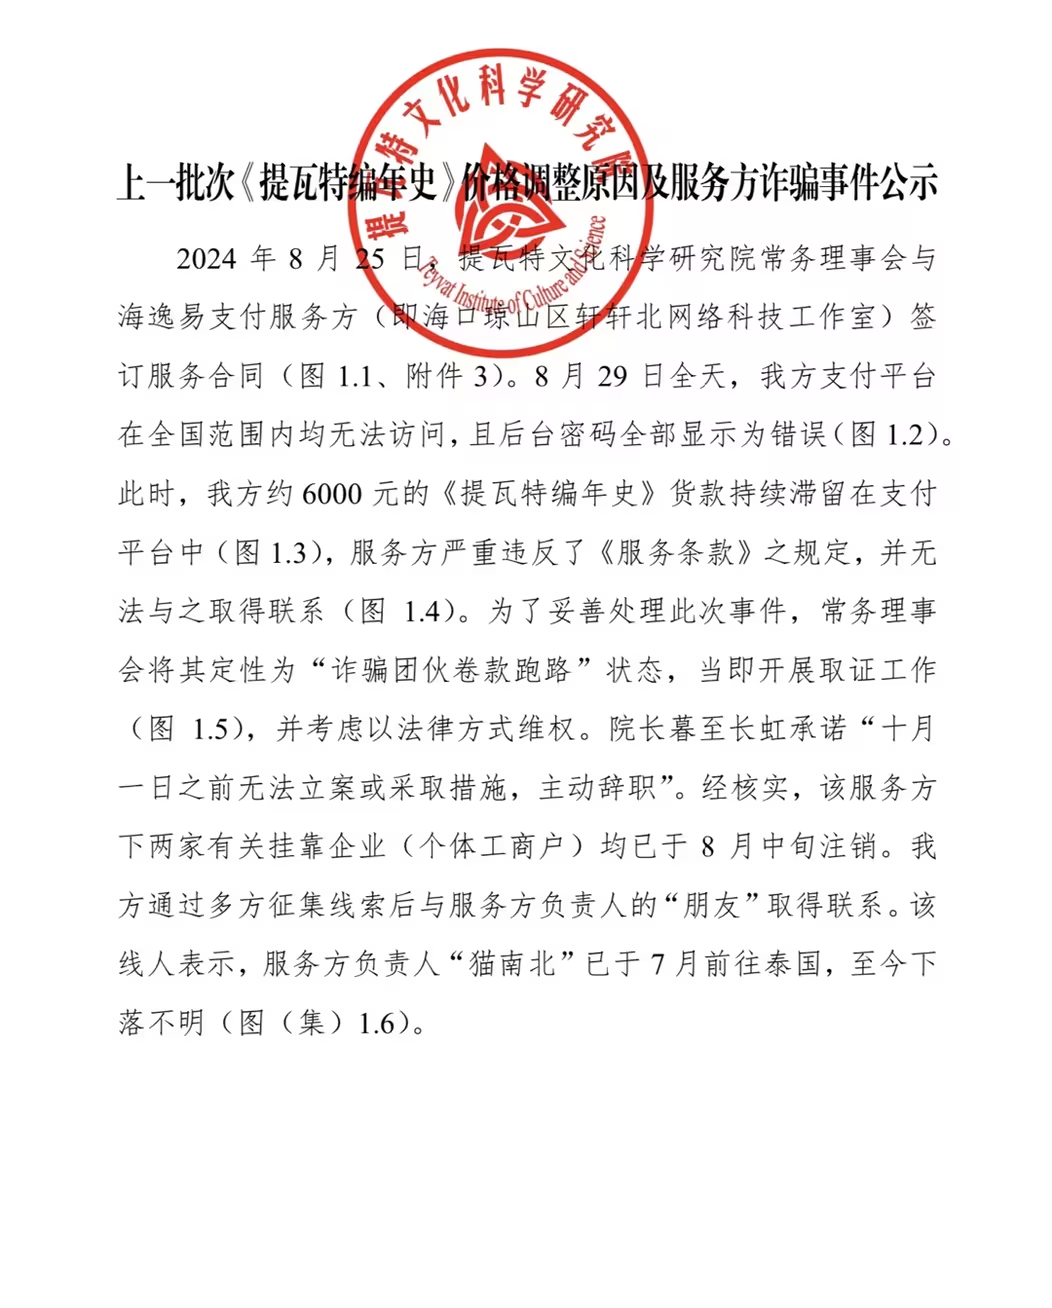 提瓦特文化科学研究院
上一批次《提瓦特编年史》价格调整原因及服务方诈骗事件公示
Teyvat Institute of Culture and Science
2024 年 8 月 25 日，提瓦特文化科学研究院常务理事会与
海逸易支付服务方（即海口琼山区轩轩北网络科技工作室）签
订服务合同（图 1.1、附件 3）。8 月 29 日全天，我方支付平台
在全国范围内均无法访问，且后台密码全部显示为错误（图 1.2）。
此时，我方约 6000 元的《提瓦特编年史》货款持续滞留在支付
平台中（图 1.3），服务方严重违反了《服务条款》之规定，并无
法与之取得联系（图 1.4）。为了妥善处理此次事件，常务理事
会将其定性为“诈骗团伙卷款跑路”状态，当即开展取证工作
（图 1.5），并考虑以法律方式维权。院长暮至长虹承诺“十月
一日之前无法立案或采取措施，主动辞职”。经核实，该服务方
下两家有关挂靠企业（个体工商户）均已于 8 月中旬注销。我
方通过多方征集线索后与服务方负责人的“朋友”取得联系。该
线人表示，服务方负责人“猫南北”已于 7 月前往泰国，至今下
落不明（图（集）1.6）。